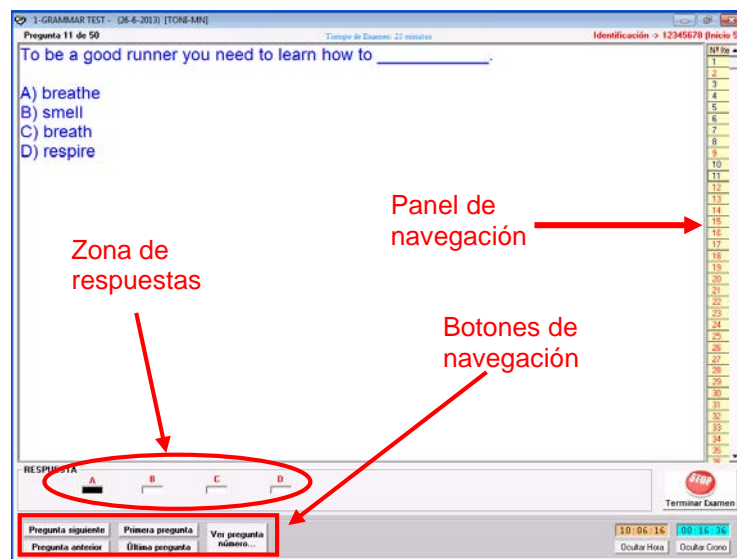 1-GRAMMAR TEST - (26-6-2013) [TONI-MN]
Pregunta 11 de 50
Tiempo de Examen: 25 minutos
Identificación -> 12345678 (Inicio 5
To be a good runner you need to learn how to ____________.
A) breathe
B) smell
C) breath
D) respire
Nº Ite
1
2
3
4
5
6
7
8
9
10
11
12
13
14
15
16
17
18
19
20
21
22
23
24
25
26
27
28
29
30
31
32
33
34
35
Panel de
navegación
Zona de
respuestas
Botones de
navegación
RESPUESTA
A B C D
STOP
Terminar Examen
Pregunta siguiente
Primera pregunta
Ver pregunta
número...
Pregunta anterior
Última pregunta
10:06:16
00:16:36
Ocultar Hora
Ocultar Crono